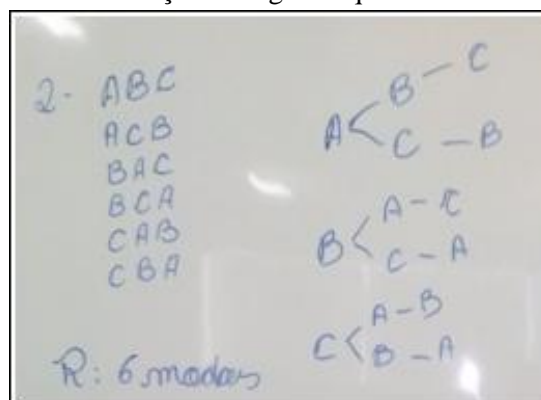 2- ABC
ACB
BAC
BCA
CAB
CBA
R: 6 modos
B - C
A <
C - B
A - C
B <
C - A
A - B
C <
B - A